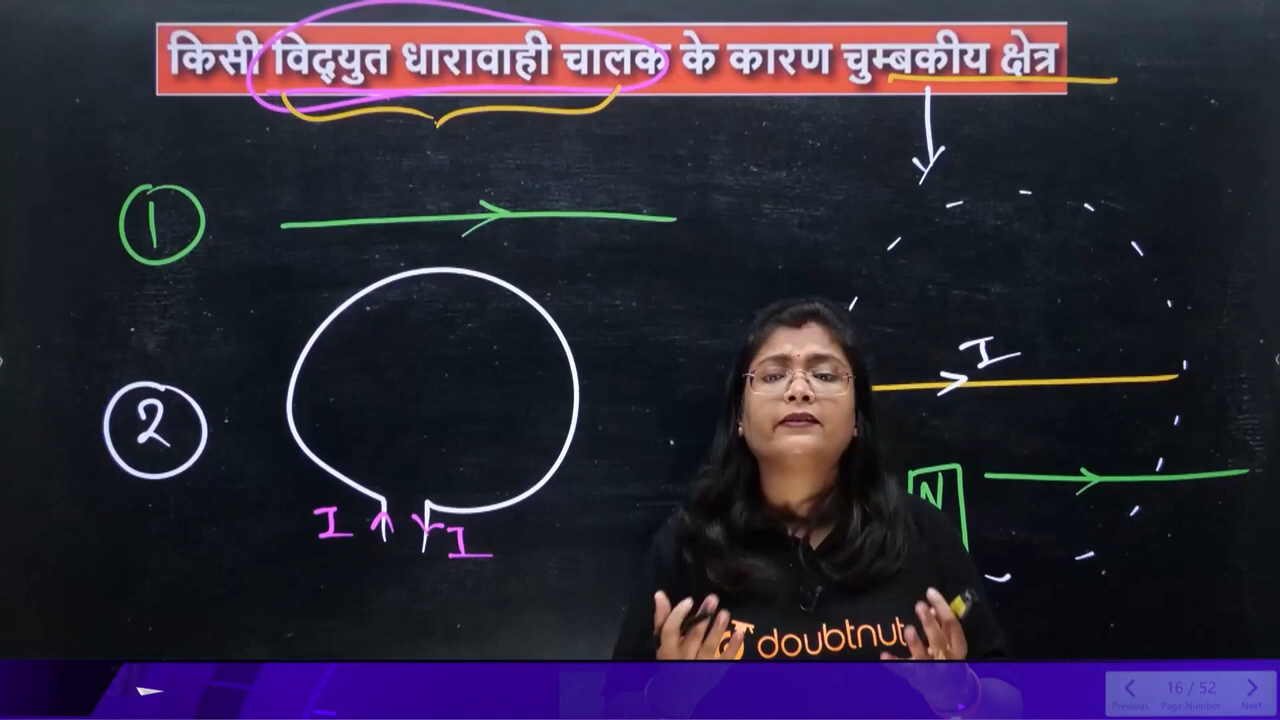 किसी विद्युत धारावाही चालक के कारण चुम्बकीय क्षेत्र
1
I
2
N
I I
doubtnut
16 / 52
Previous Page Number Next